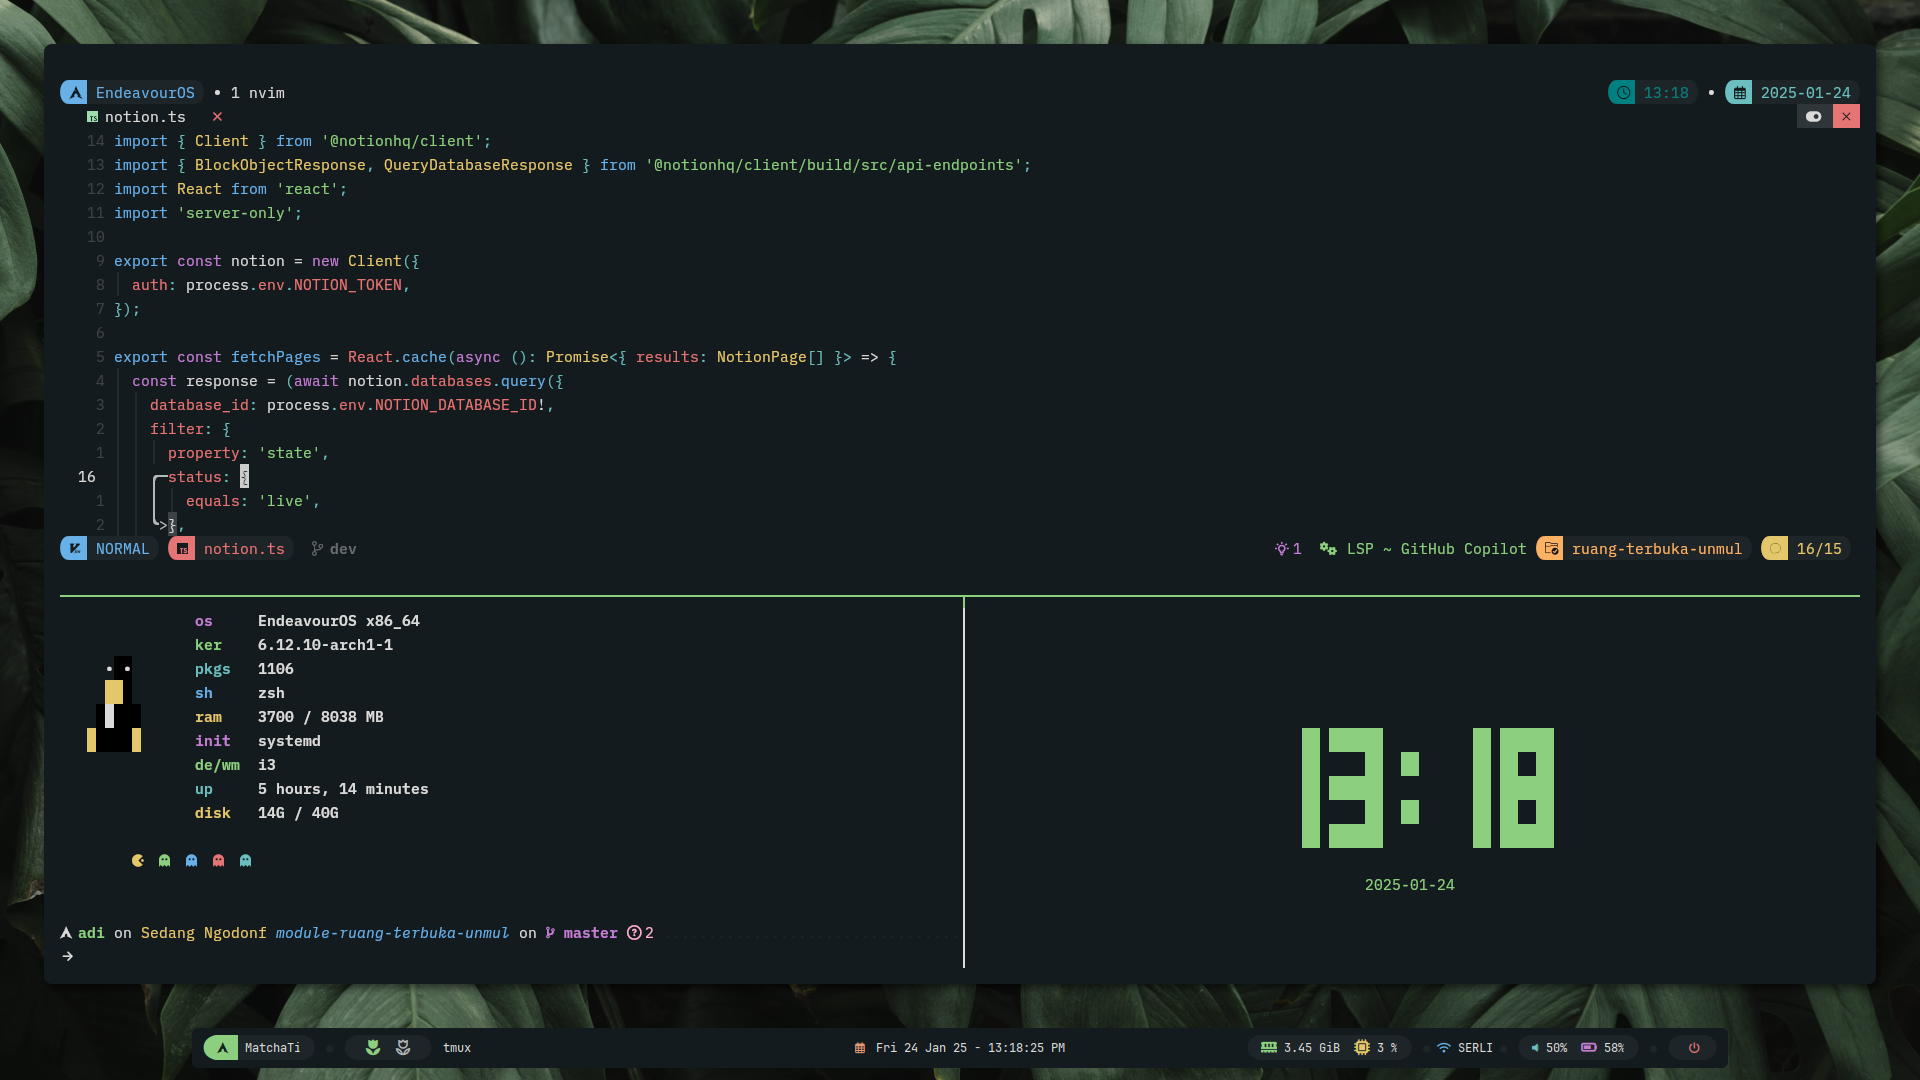 EndeavourOS • 1 nvim 13:18 • 2025-01-24
notion.ts ×
14 import { Client } from '@notionhq/client';
13 import { BlockObjectResponse, QueryDatabaseResponse } from '@notionhq/client/build/src/api-endpoints';
12 import React from 'react';
11 import 'server-only';
10
9 export const notion = new Client({
8 auth: process.env.NOTION_TOKEN,
7 });
6
5 export const fetchPages = React.cache(async (): Promise<{ results: NotionPage[] }> => {
4 const response = (await notion.databases.query({
3 database_id: process.env.NOTION_DATABASE_ID!,
2 filter: {
1 property: 'state',
16 status: {
1 equals: 'live',
2 },
NORMAL notion.ts dev 1 LSP ~ GitHub Copilot ruang-terbuka-unmul 16/15
os EndeavourOS x86_64
ker 6.12.10-arch1-1
pkgs 1106
sh zsh
ram 3700 / 8038 MB
init systemd
de/wm i3
up 5 hours, 14 minutes
disk 14G / 40G
13:18
2025-01-24
adi on Sedang Ngodonf module-ruang-terbuka-unmul on master ?2
→
MatchaTi tmux Fri 24 Jan 25 - 13:18:25 PM 3.45 GiB 3 % SERLI 50% 58%